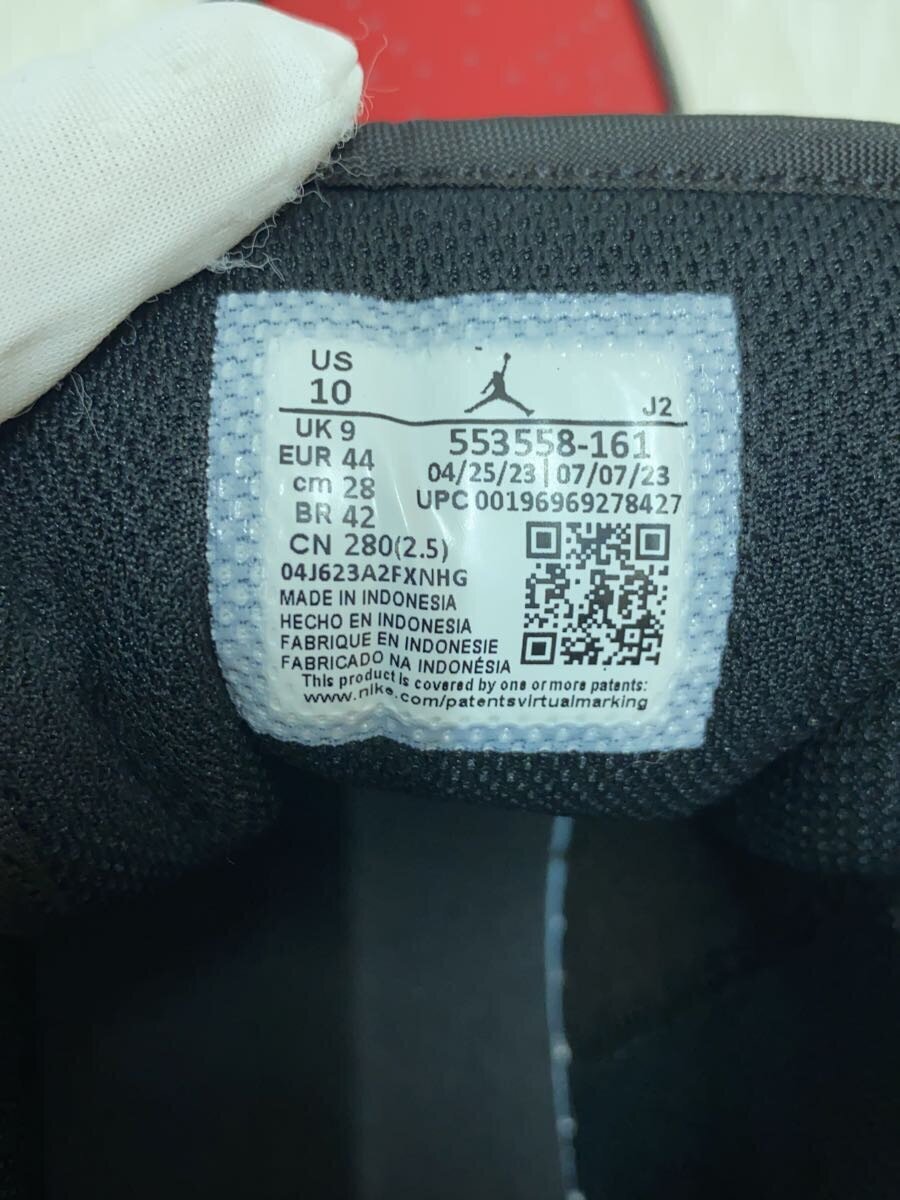 US
10
J2
UK 9
EUR 44
cm 28
BR 42
CN 280(2.5)
553558-161
04/25/23 | 07/07/23
UPC 00196969278427
04J623A2FXNHG
MADE IN INDONESIA
HECHO EN INDONESIA
FABRIQUE EN INDONESIE
FABRICADO NA INDONÉSIA
This product is covered by one or more patents:
www.nike.com/patentsvirtualmarking